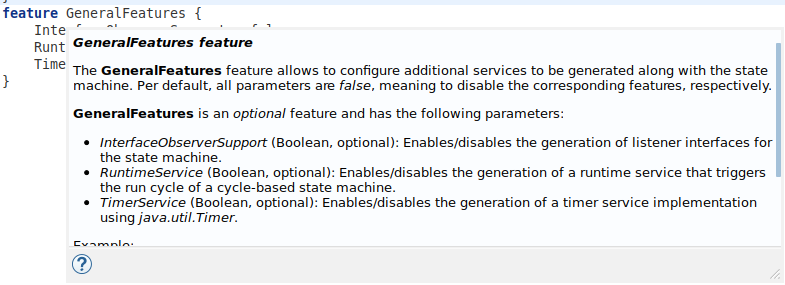 feature GeneralFeatures {
Inte
Runt
Time
}
GeneralFeatures feature
The GeneralFeatures feature allows to configure additional services to be generated along with the state
machine. Per default, all parameters are false, meaning to disable the corresponding features, respectively.
GeneralFeatures is an optional feature and has the following parameters:
• InterfaceObserverSupport (Boolean, optional): Enables/disables the generation of listener interfaces for
the state machine.
• RuntimeService (Boolean, optional): Enables/disables the generation of a runtime service that triggers
the run cycle of a cycle-based state machine.
• TimerService (Boolean, optional): Enables/disables the generation of a timer service implementation
using java.util.Timer.
Example:
?